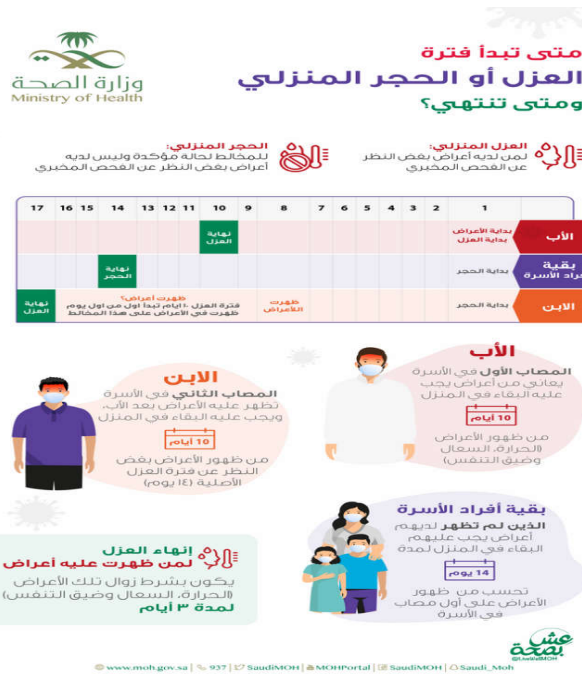 متى تبدأ فترة
العزل أو الحجر المنزلي
ومتى تنتهي؟
وزارة الصحة
Ministry of Health
العزل المنزلي:
لمن لديه أعراض بغض النظر
عن الفحص المخبري
الحجر المنزلي:
للمخالط لحالة مؤكدة وليس لديه
أعراض بغض النظر عن الفحص المخبري
17 16 15 14 13 12 11 10 9 8 7 6 5 4 3 2 1
الأب
بداية الأعراض
بداية العزل
نهاية
العزل
بقية
فراد الأسرة
بداية الحجر
نهاية
الحجر
الابن
بداية الحجر
ظهرت
الأعراض
ظهرت أعراض؟
فترة العزل ١٠ ايام تبدأ اول من اول يوم
ظهرت فى الأعراض على هذا المخالط
نهاية
العزل
الأب
المصاب الأول في الأسرة
يعاني من أعراض يجب
عليه البقاء في المنزل
10 أيام
من ظهور الأعراض
(الحرارة، السعال
وضيق التنفس)
الابن
المصاب الثاني في الأسرة
تظهر عليه الأعراض بعد الأب،
ويجب عليه البقاء في المنزل
10 أيام
من ظهور الأعراض بغض
النظر عن فترة العزل
الأصلية (١٤ يوم)
بقية أفراد الأسرة
الذين لم تظهر لديهم
أعراض يجب عليهم
البقاء في المنزل لمدة
14 يوم
تحسب من ظهور
الأعراض على أول مصاب
في الأسرة
إنهاء العزل
لمن ظهرت عليه أعراض
يكون بشرط زوال تلك الأعراض
(الحرارة، السعال وضيق التنفس)
لمدة ٣ أيام
عش بصحة
@LiveWellMOH
www.moh.gov.sa | 937 | SaudiMOH | MOHPortal | SaudiMOH | Saudi_Moh